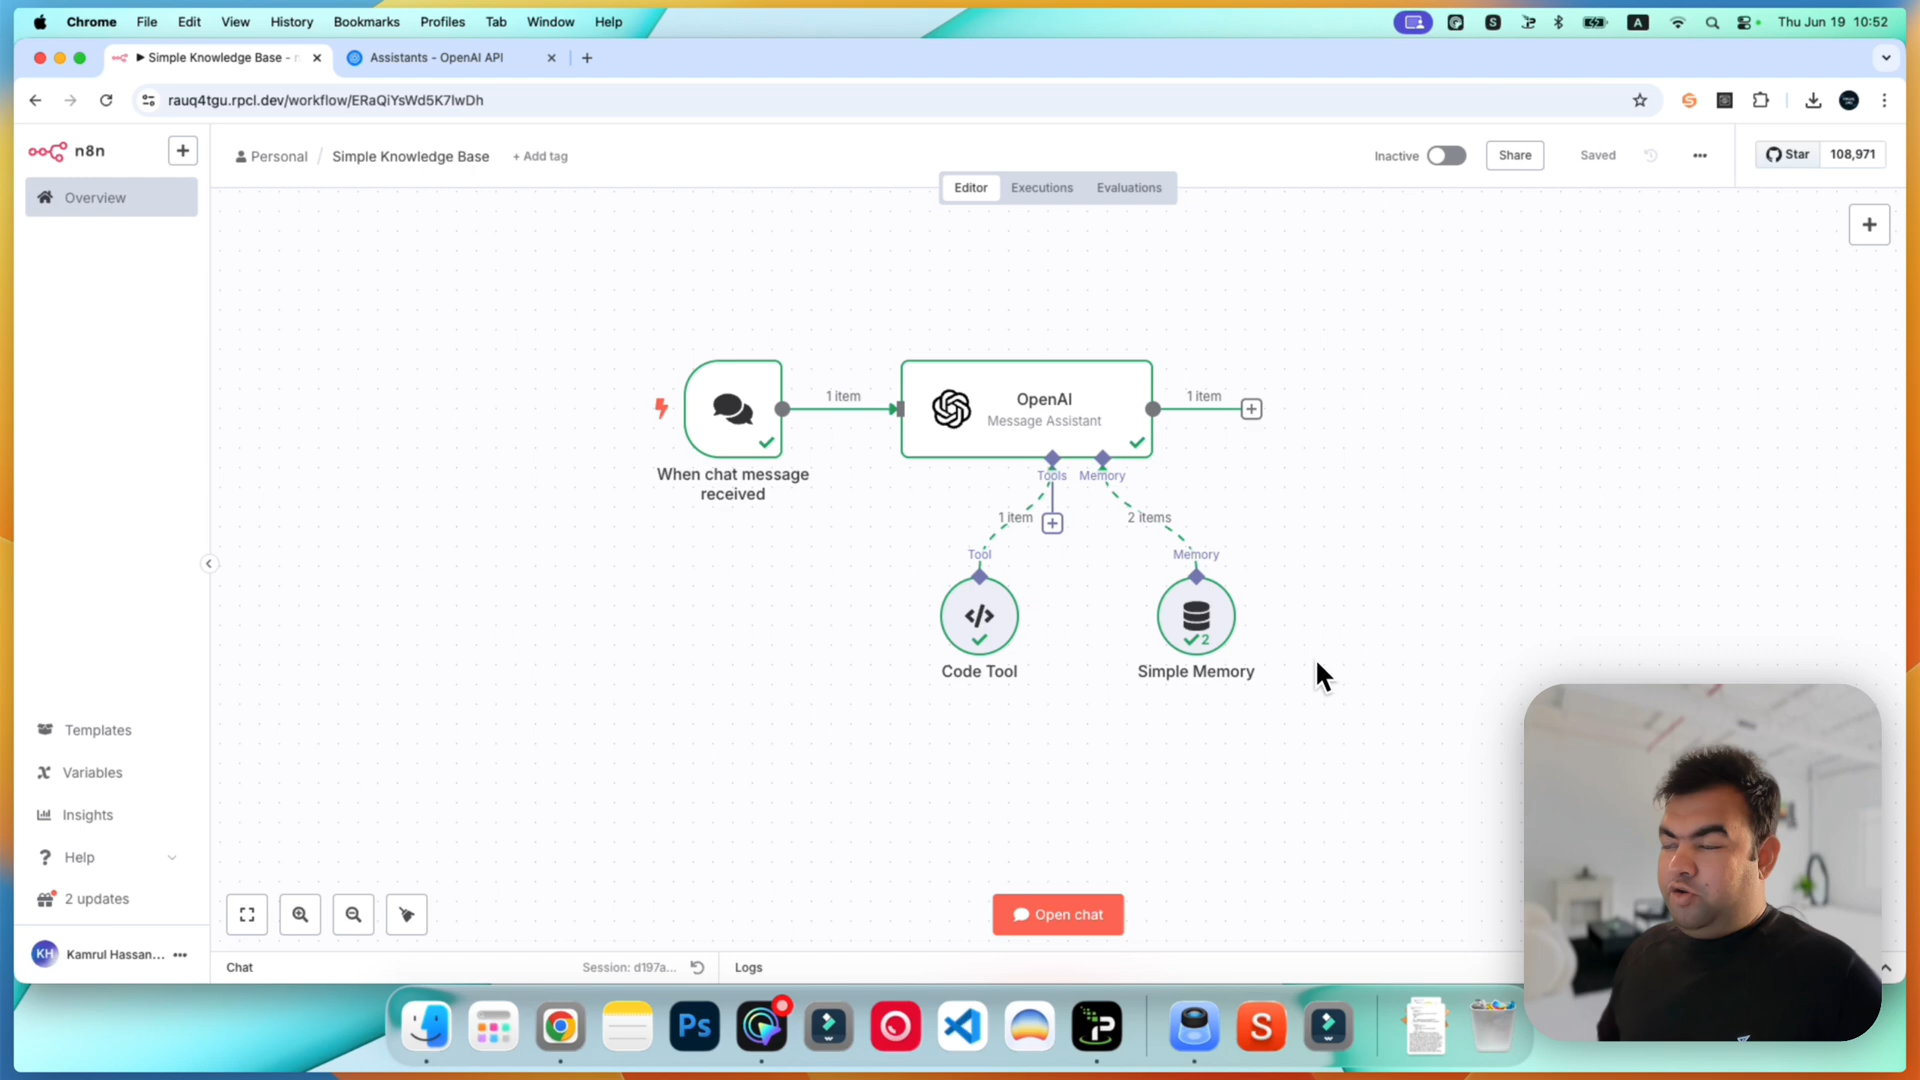 Chrome File Edit View History Bookmarks Profiles Tab Window Help
A
Thu Jun 19 10:52
Simple Knowledge Base -
Assistants - OpenAI API
rauq4tgu.rpcl.dev/workflow/ERaQiYsWd5K7lwDh
n8n
Personal / Simple Knowledge Base + Add tag
Inactive
Share
Saved
Star 108,971
Overview
Editor Executions Evaluations
1 item
OpenAI
Message Assistant
1 item
When chat message
received
Tools Memory
1 item
2 items
Tool
Memory
2
Code Tool
Simple Memory
Templates
Variables
Insights
Help
2 updates
Open chat
KH Kamrul Hassan...
Chat
Session: d197a...
Logs
Ps
S